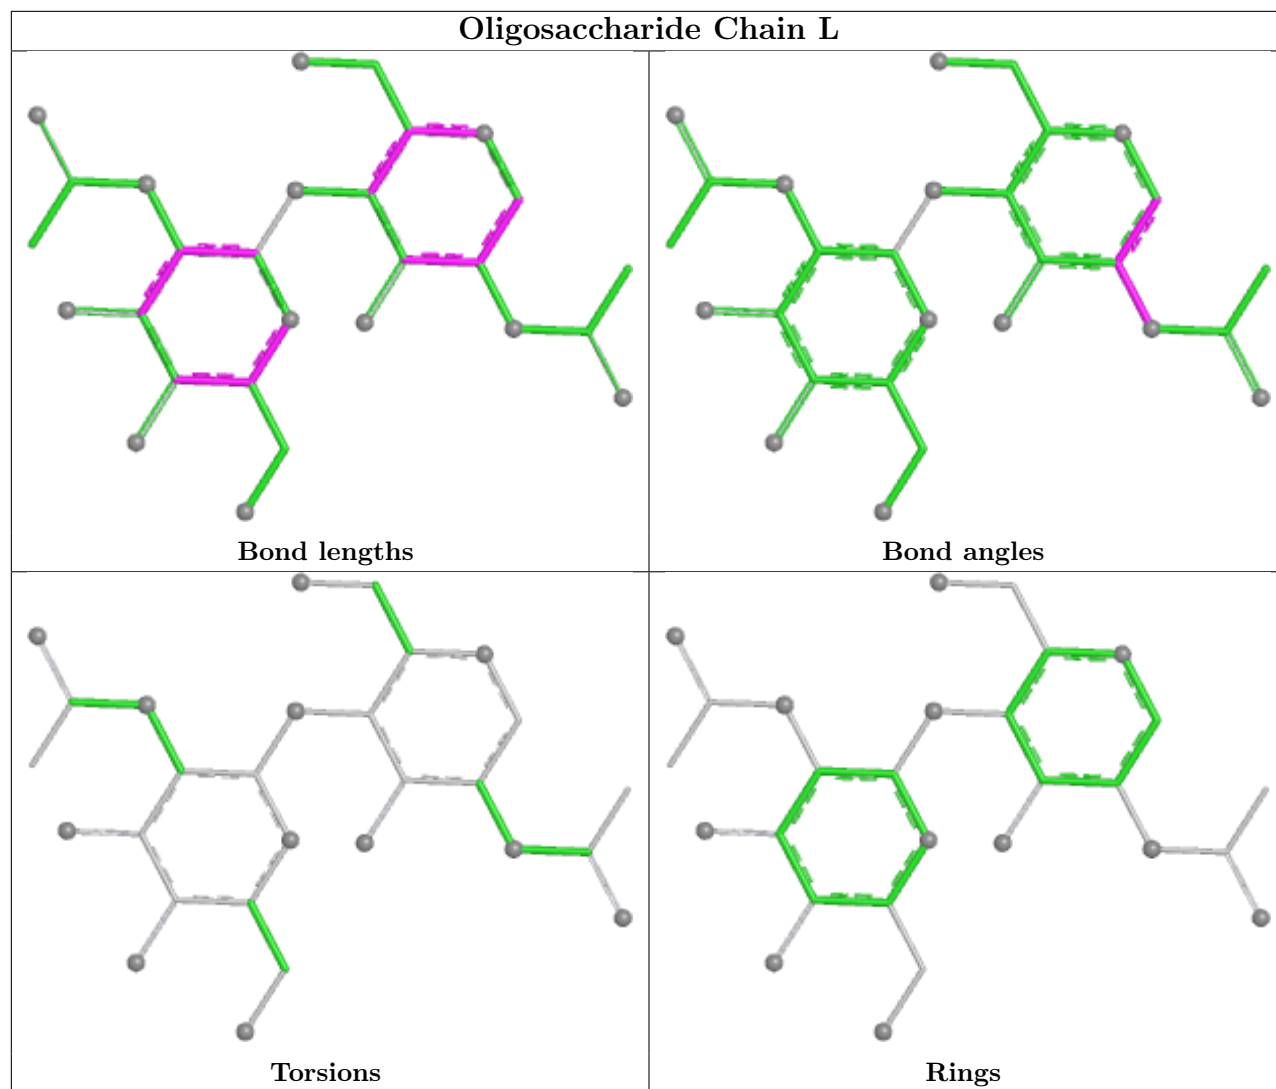 Oligosaccharide Chain L
Bond lengths
Bond angles
Torsions
Rings